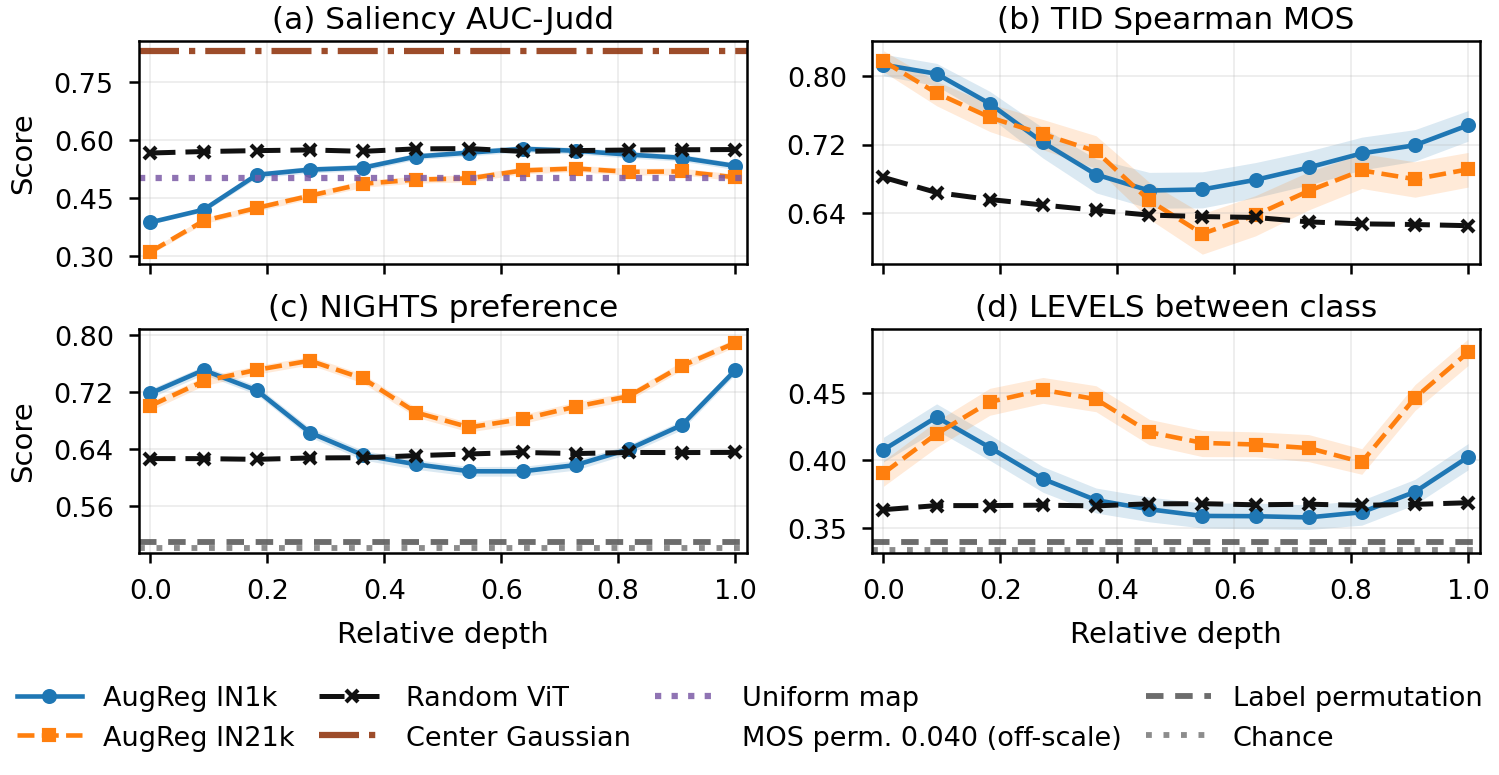 (a) Saliency AUC-Judd
(b) TID Spearman MOS
Score
0.75
0.60
0.45
0.30
0.80
0.72
0.64
(c) NIGHTS preference
(d) LEVELS between class
Score
0.80
0.72
0.64
0.56
0.45
0.40
0.35
0.0 0.2 0.4 0.6 0.8 1.0
0.0 0.2 0.4 0.6 0.8 1.0
Relative depth
Relative depth
AugReg IN1k
Random ViT
Uniform map
Label permutation
AugReg IN21k
Center Gaussian
MOS perm. 0.040 (off-scale)
Chance